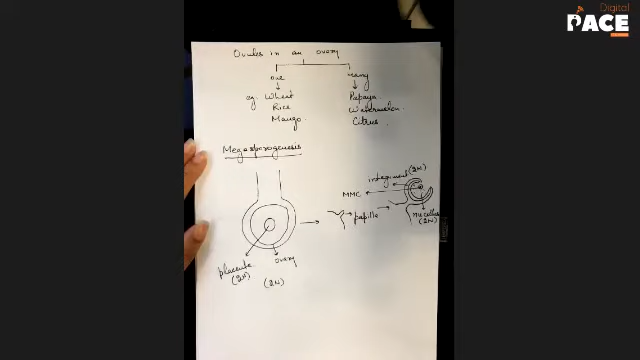 Digital
PACE
Ovules in an ovary
one
many
eg. Wheat
Rice
Mango
Papaya
Watermelon
Citrus
Megasporogenesis
integument (2N)
MMC
papille
nucellus
(2N)
placenta
(2N)
ovary
(2N)